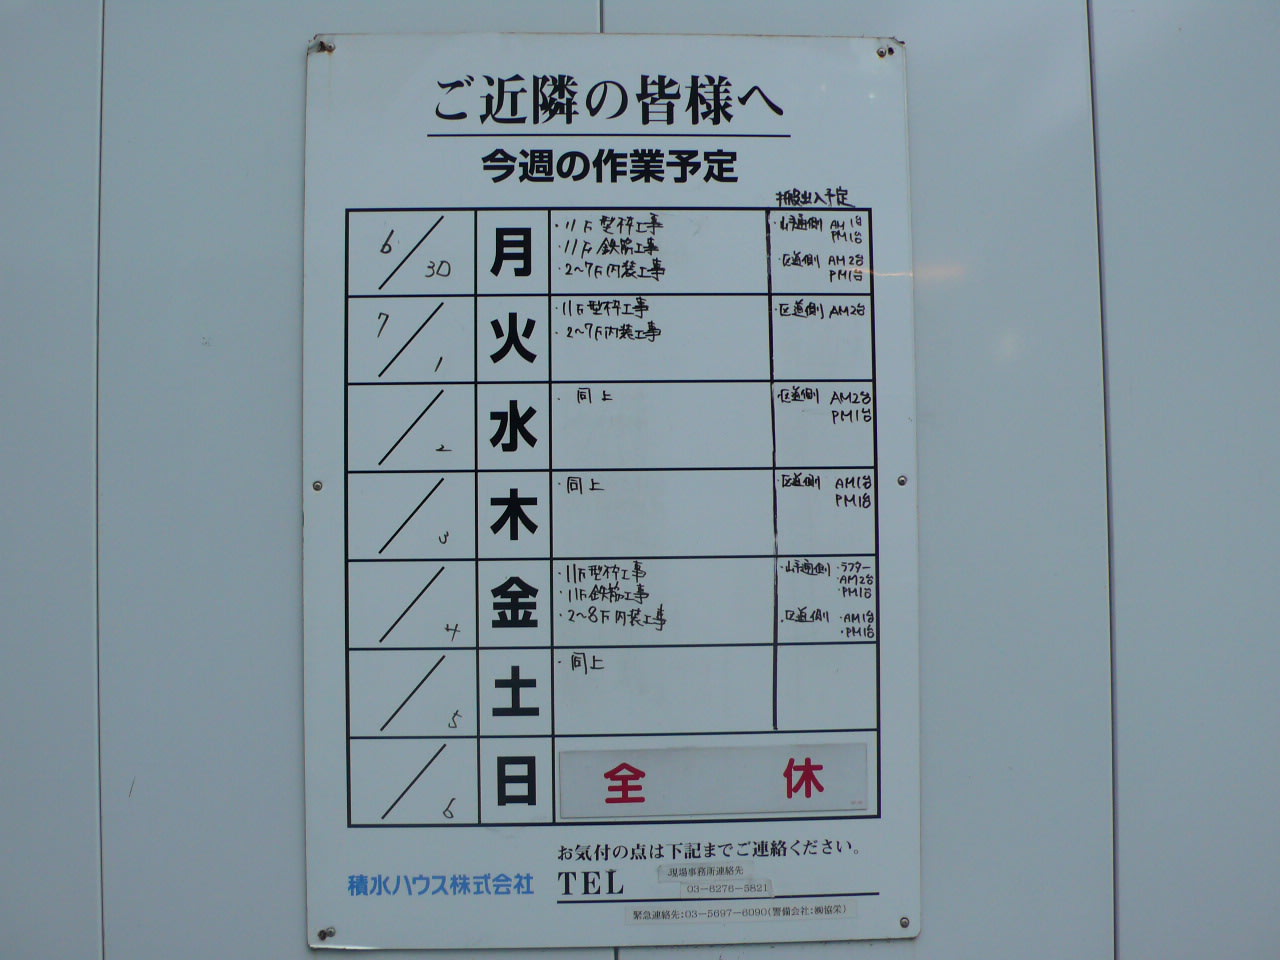 ご近隣の皆様へ
今週の作業予定
搬出入予定
6/30 月 ・11F 型枠工事 ・山手通側 AM1台
PM1台
・11F 鉄筋工事
・2~7F内装工事 ・区道側 AM2台
PM1台
7/1 火 ・11F型枠工事 ・区道側 AM2台
・2~7F内装工事
/2 水 ・同上 ・区道側 AM2台
PM1台
/3 木 ・同上 ・区道側 AM1台
PM1台
/4 金 ・11F型枠工事 ・山手通側 ・ラフター
・AM2台
・11F鉄筋工事 ・PM1台
・2~8F内装工事 ・区道側 ・AM1台
・PM1台
/5 土 ・同上
/6 日 全休
お気付の点は下記までご連絡ください。
積水ハウス株式会社
TEL 現場事務所連絡先
03-6276-3821
緊急連絡先:03-5697-6090(警備会社:㈱協栄)